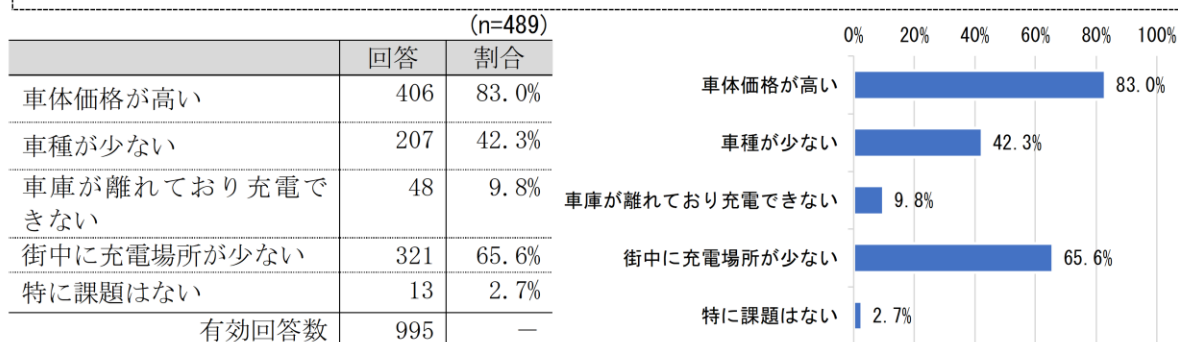 (n=489)
回答 割合
車体価格が高い 406 83.0%
車種が少ない 207 42.3%
車庫が離れており充電で 48 9.8%
きない
街中に充電場所が少ない 321 65.6%
特に課題はない 13 2.7%
有効回答数 995 －
0% 20% 40% 60% 80% 100%
車体価格が高い 83.0%
車種が少ない 42.3%
車庫が離れており充電できない 9.8%
街中に充電場所が少ない 65.6%
特に課題はない 2.7%